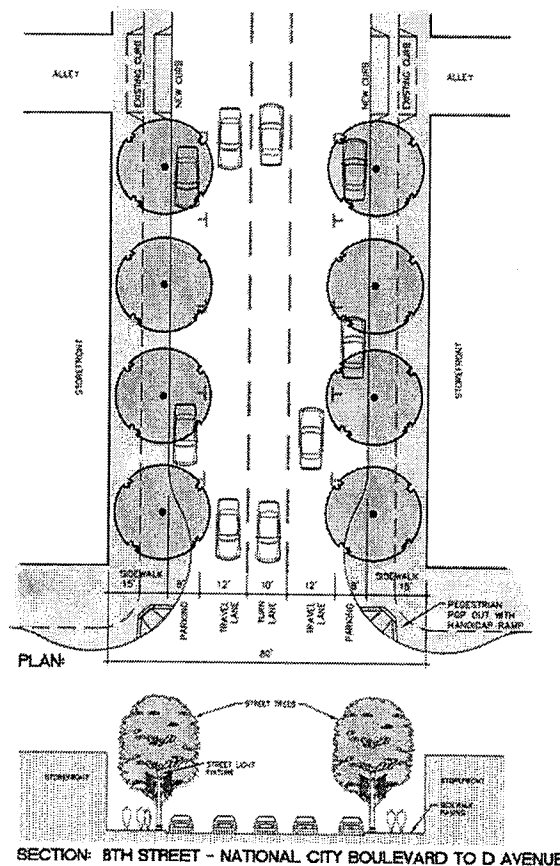 ALLEY
EXISTING CURB
NEW CURB
NEW CURB
EXISTING CURB
ALLEY
STOREFRONT
STOREFRONT
SIDEWALK
15'
8'
12'
10'
12'
8'
SIDEWALK
15'
PARKING
TRAVEL
LANE
TURN
LANE
TRAVEL
LANE
PARKING
PEDESTRIAN
POP OUT WITH
HANDICAP RAMP
80'
PLAN:
STREET TREES
STREET LIGHT
FIXTURE
STOREFRONT
STOREFRONT
SIDEWALK
PAVING
SECTION: 8TH STREET - NATIONAL CITY BOULEVARD TO D AVENUE